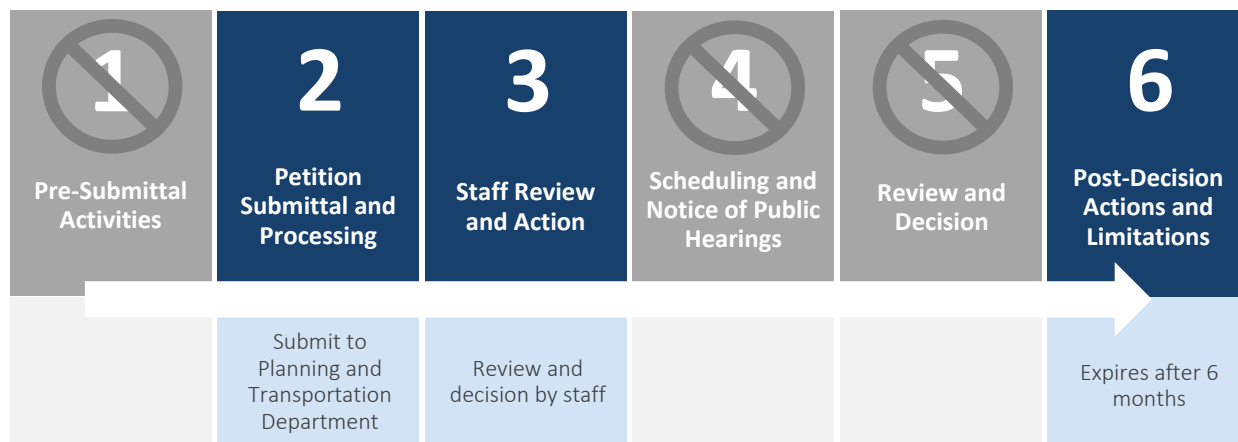 1
Pre-Submittal
Activities
2
Petition
Submittal and
Processing
Submit to
Planning and
Transportation
Department
3
Staff Review
and Action
Review and
decision by staff
4
Scheduling and
Notice of Public
Hearings
5
Review and
Decision
6
Post-Decision
Actions and
Limitations
Expires after 6
months